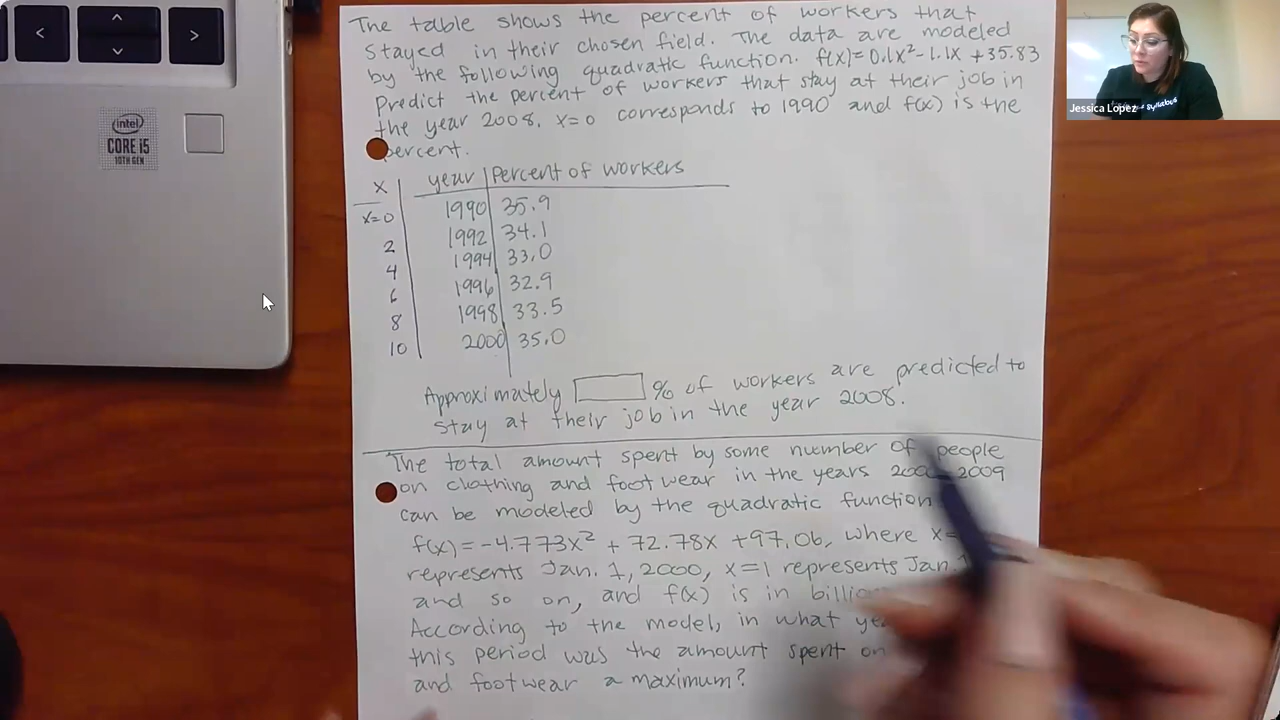 intel
CORE i5
10TH GEN
Jessica Lopez
syllabus
The table shows the percent of workers that
stayed in their chosen field. The data are modeled
by the following quadratic function. f(x)=0.1x²-1.1x +35.83
Predict the percent of workers that stay at their job in
the year 2008. x=0 corresponds to 1990 and f(x) is the
percent.
x year Percent of workers
x=0 1990 35.9
2 1992 34.1
4 1994 33.0
6 1996 32.9
8 1998 33.5
10 2000 35.0
Approximately % of workers are predicted to
stay at their job in the year 2008.
The total amount spent by some number of people
on clothing and footwear in the years 2009
can be modeled by the quadratic function
f(x)=-4.773x² + 72.78x +97.06, where x=
represents Jan. 1, 2000, x=1 represents Jan.
and so on, and f(x) is in
According to the model, in what
this period was the amount spent on
and footwear a maximum?